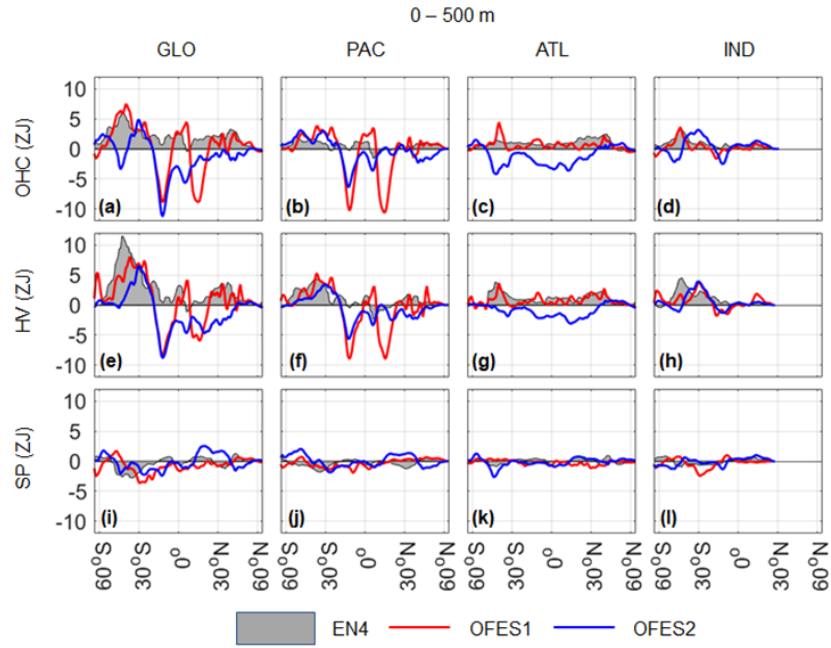 0 – 500 m
GLO PAC ATL IND
OHC (ZJ)
10
5
0
-5
-10
(a) (b) (c) (d)
HV (ZJ)
10
5
0
-5
-10
(e) (f) (g) (h)
SP (ZJ)
10
5
0
-5
-10
(i) (j) (k) (l)
60°S 30°S 0° 30°N 60°N 60°S 30°S 0° 30°N 60°N 60°S 30°S 0° 30°N 60°N 60°S 30°S 0° 30°N 60°N
EN4 OFES1 OFES2